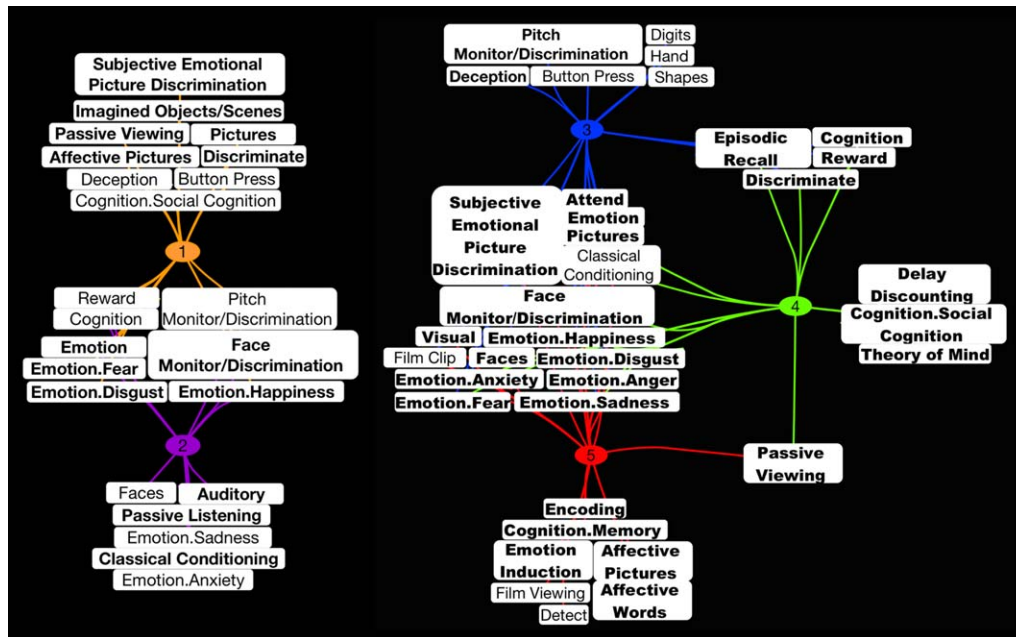 Subjective Emotional
Picture Discrimination
Imagined Objects/Scenes
Passive Viewing
Pictures
Affective Pictures
Discriminate
Deception
Button Press
Cognition.Social Cognition
1
Reward
Cognition
Pitch
Monitor/Discrimination
Emotion
Emotion.Fear
Face
Monitor/Discrimination
Emotion.Disgust
Emotion.Happiness
2
Faces
Auditory
Passive Listening
Emotion.Sadness
Classical Conditioning
Emotion.Anxiety
Pitch
Monitor/Discrimination
Digits
Hand
Deception
Button Press
Shapes
3
Episodic
Recall
Cognition
Reward
Discriminate
Subjective
Emotional
Picture
Discrimination
Attend
Emotion
Pictures
Classical
Conditioning
4
Delay
Discounting
Cognition.Social
Cognition
Theory of Mind
Face
Monitor/Discrimination
Visual
Emotion.Happiness
Film Clip
Faces
Emotion.Disgust
Emotion.Anxiety
Emotion.Anger
Emotion.Fear
Emotion.Sadness
5
Passive
Viewing
Encoding
Cognition.Memory
Emotion
Induction
Affective
Pictures
Film Viewing
Affective
Words
Detect